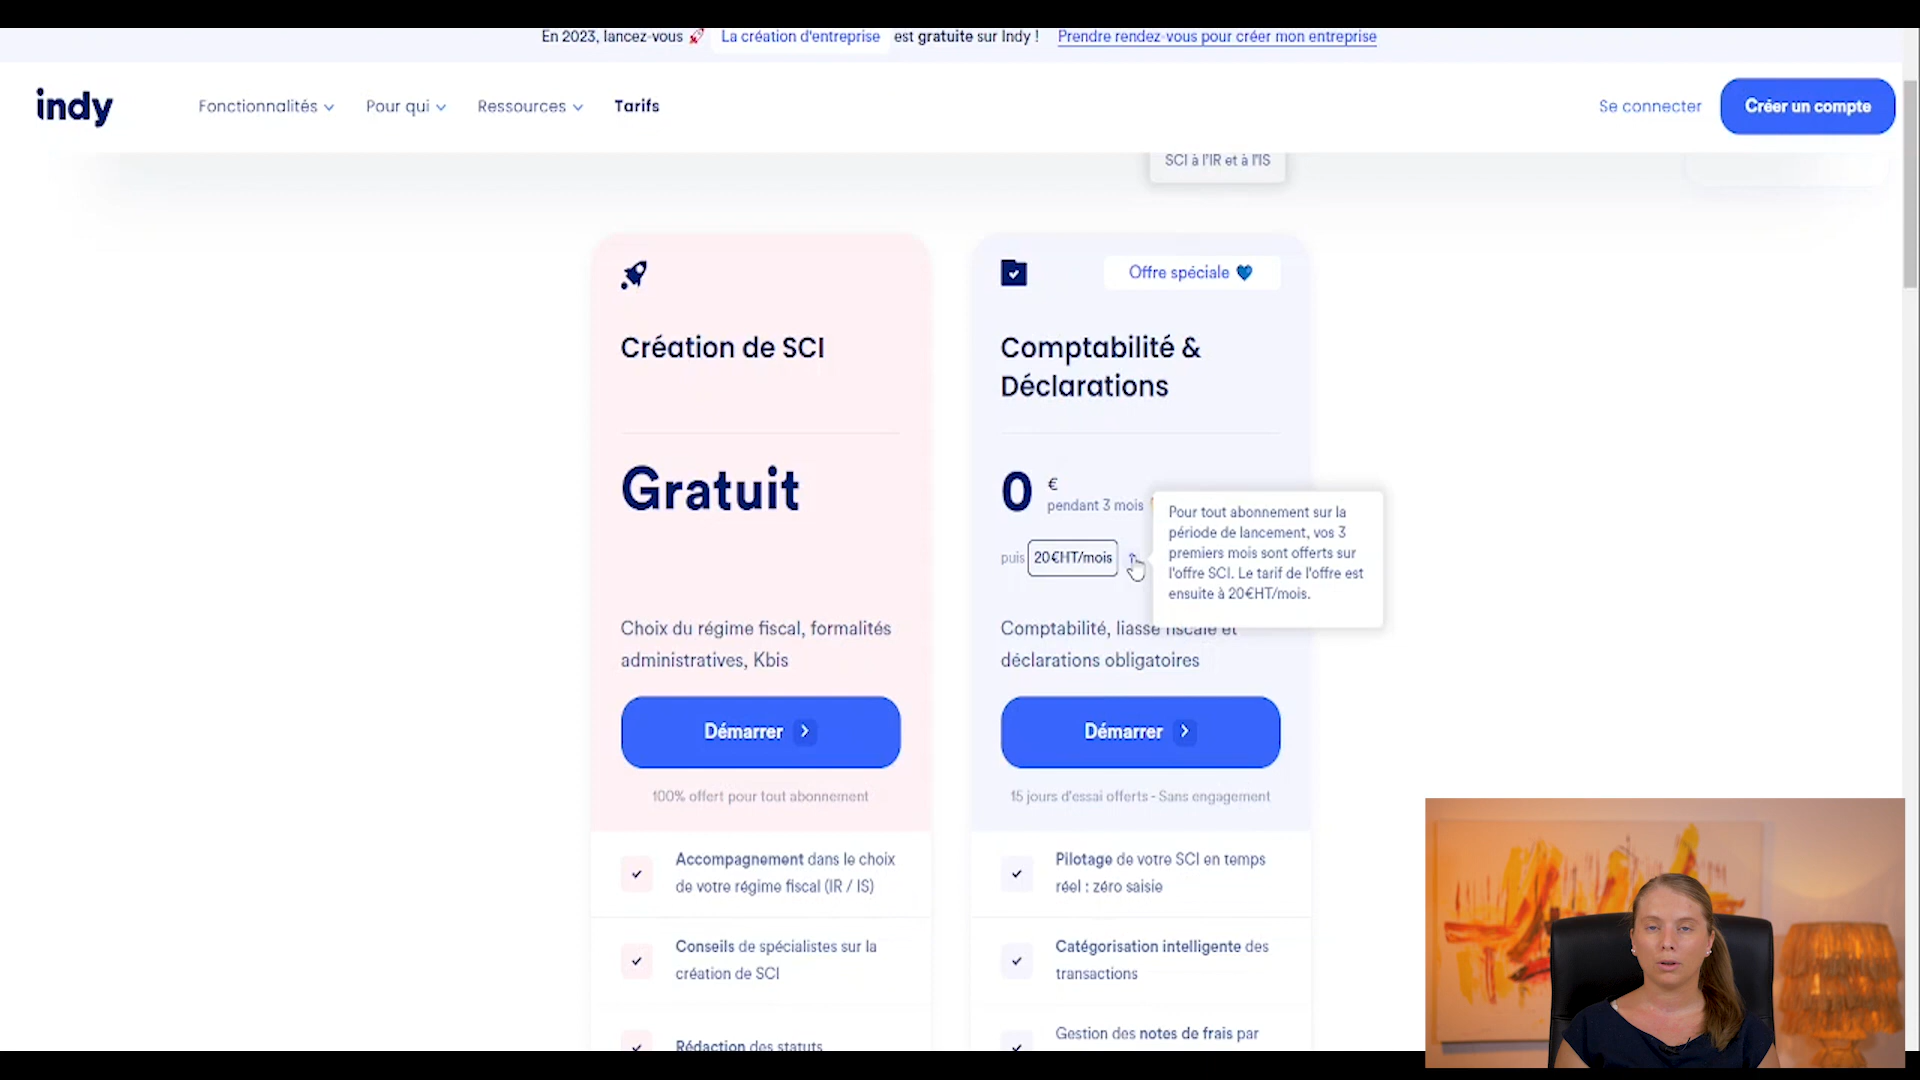 En 2023, lancez-vous 🚀 La création d'entreprise est gratuite sur Indy ! Prendre rendez-vous pour créer mon entreprise
indy
Fonctionnalités
Pour qui
Ressources
Tarifs
Se connecter
Créer un compte
SCI à l'IR et à l'IS
Création de SCI
Gratuit
Choix du régime fiscal, formalités
administratives, Kbis
Démarrer
100% offert pour tout abonnement
Accompagnement dans le choix
de votre régime fiscal (IR / IS)
Conseils de spécialistes sur la
création de SCI
Rédaction des statuts
Offre spéciale 💙
Comptabilité &
Déclarations
0 €
pendant 3 mois
puis 20€HT/mois
Pour tout abonnement sur la
période de lancement, vos 3
premiers mois sont offerts sur
l'offre SCI. Le tarif de l'offre est
ensuite à 20€HT/mois.
Comptabilité, liasse fiscale et
déclarations obligatoires
Démarrer
15 jours d'essai offerts - Sans engagement
Pilotage de votre SCI en temps
réel : zéro saisie
Catégorisation intelligente des
transactions
Gestion des notes de frais par